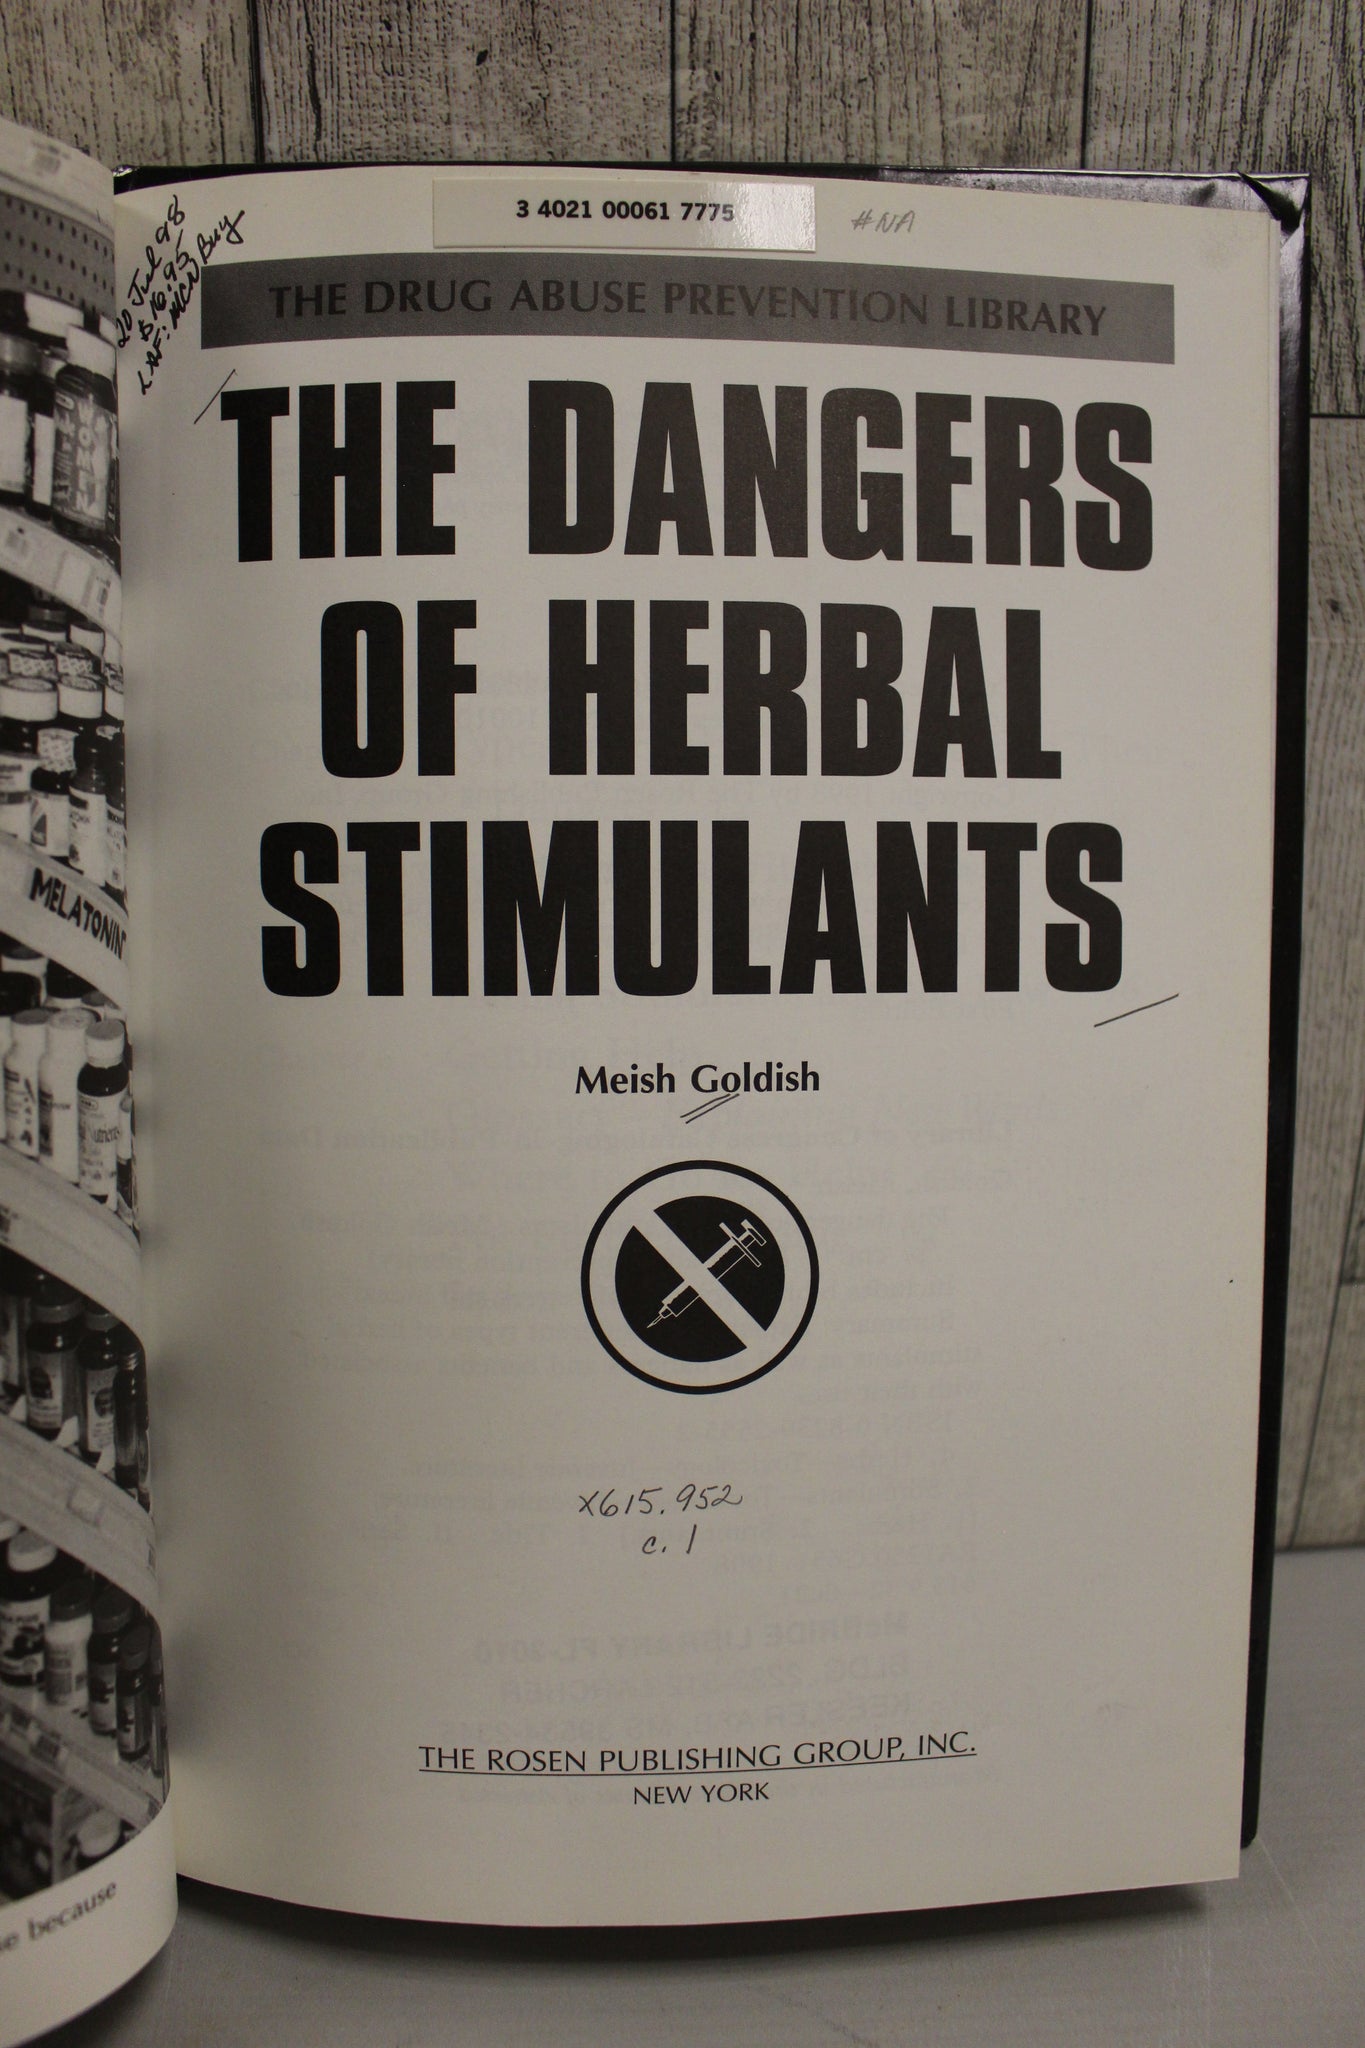 3 4021 00061 7775
#NA
20 Jul 98
$16.95
THE DRUG ABUSE PREVENTION LIBRARY
THE DANGERS
OF HERBAL
STIMULANTS
Meish Goldish
X615.952
c. 1
THE ROSEN PUBLISHING GROUP, INC.
NEW YORK
MELATONIN
because